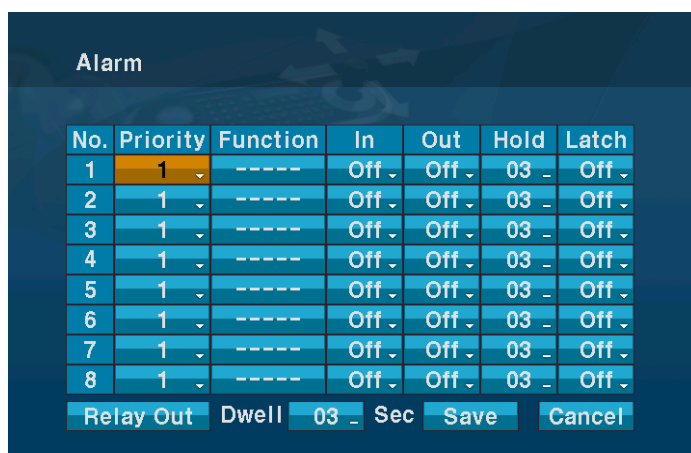 Alarm
No. Priority Function In Out Hold Latch
1 1 ----- Off Off 03 Off
2 1 ----- Off Off 03 Off
3 1 ----- Off Off 03 Off
4 1 ----- Off Off 03 Off
5 1 ----- Off Off 03 Off
6 1 ----- Off Off 03 Off
7 1 ----- Off Off 03 Off
8 1 ----- Off Off 03 Off
Relay Out Dwell 03 Sec Save Cancel